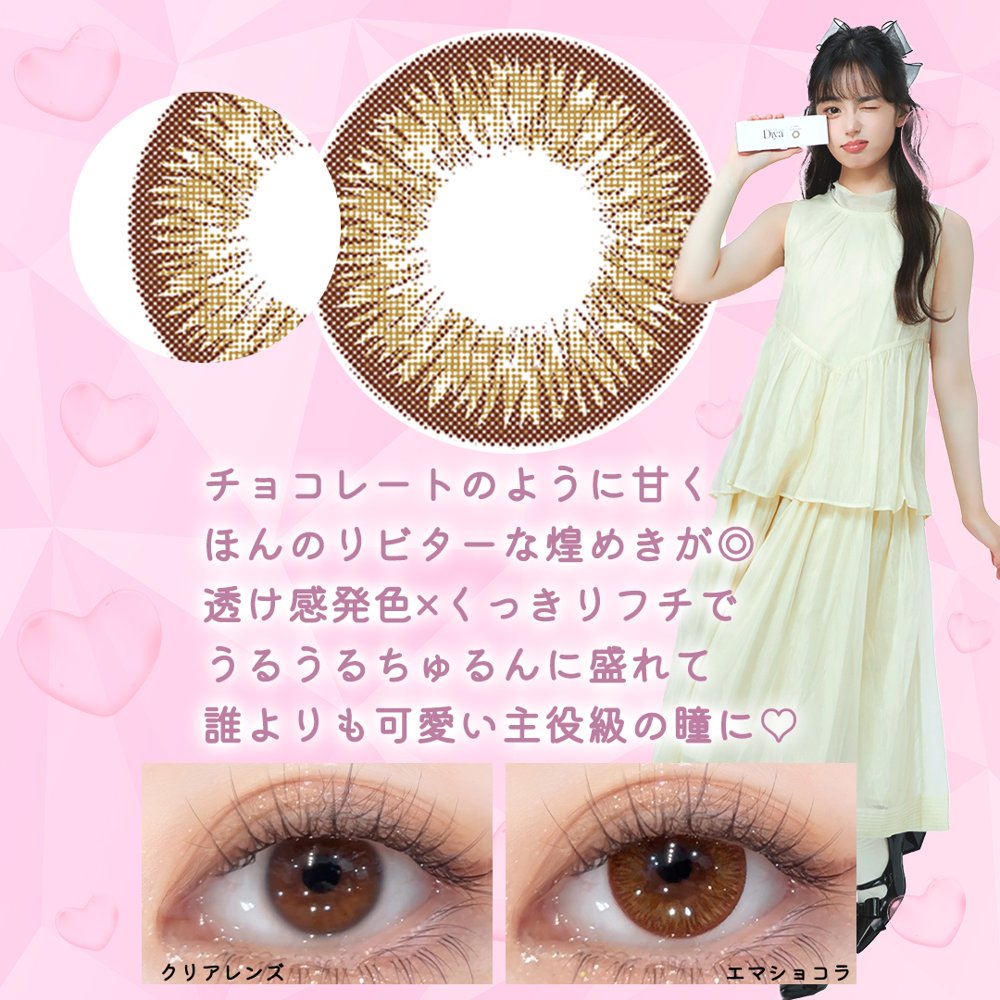 Diya
チョコレートのように甘く
ほんのりビターな煌めきが◎
透け感発色×くっきりフチで
うるうるちゅるんに盛れて
誰よりも可愛い主役級の瞳に♡
クリアレンズ
エマショコラ